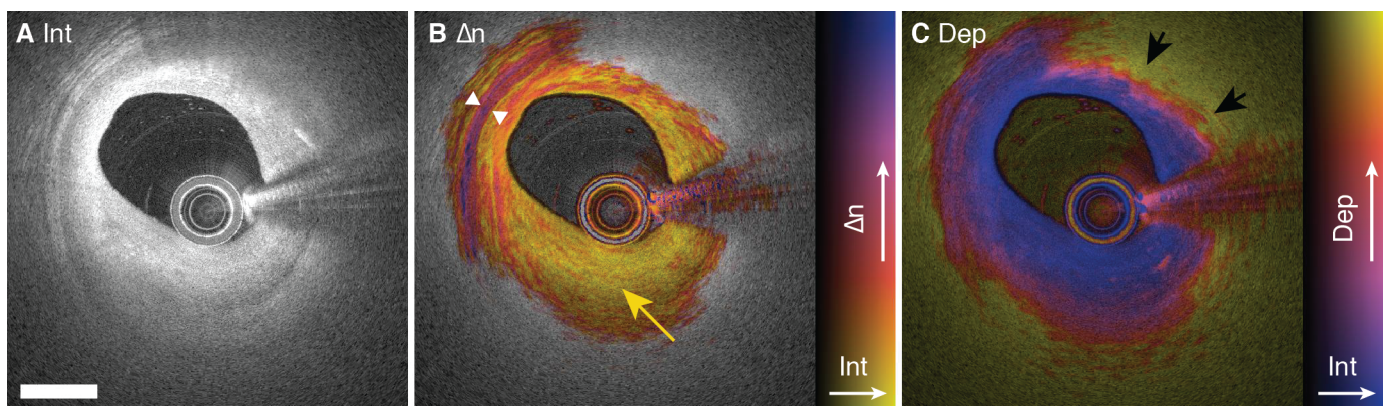 A Int
B Δn
Δn
Int
C Dep
Dep
Int